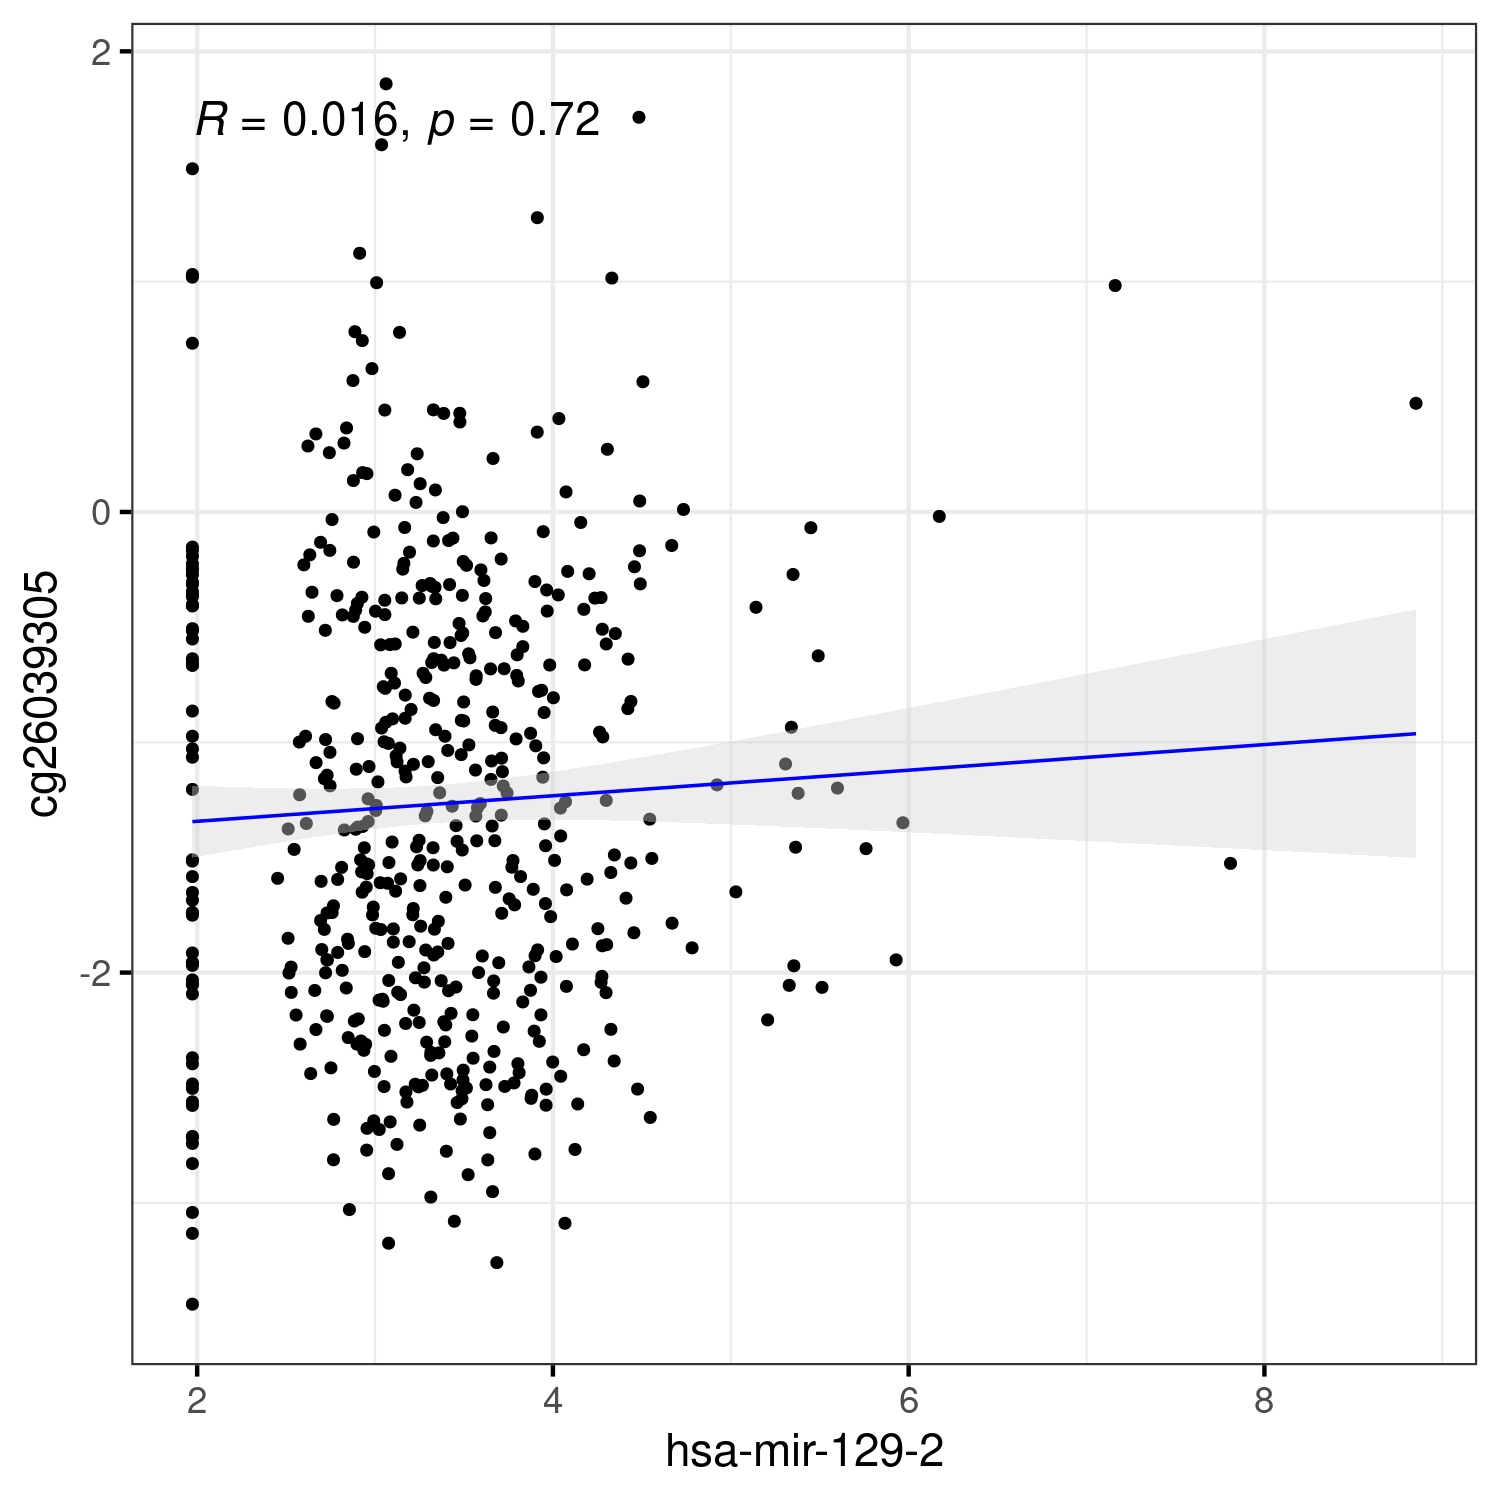 2
R = 0.016, p = 0.72
0
-2
2 4 6 8
hsa-mir-129-2
cg26039305